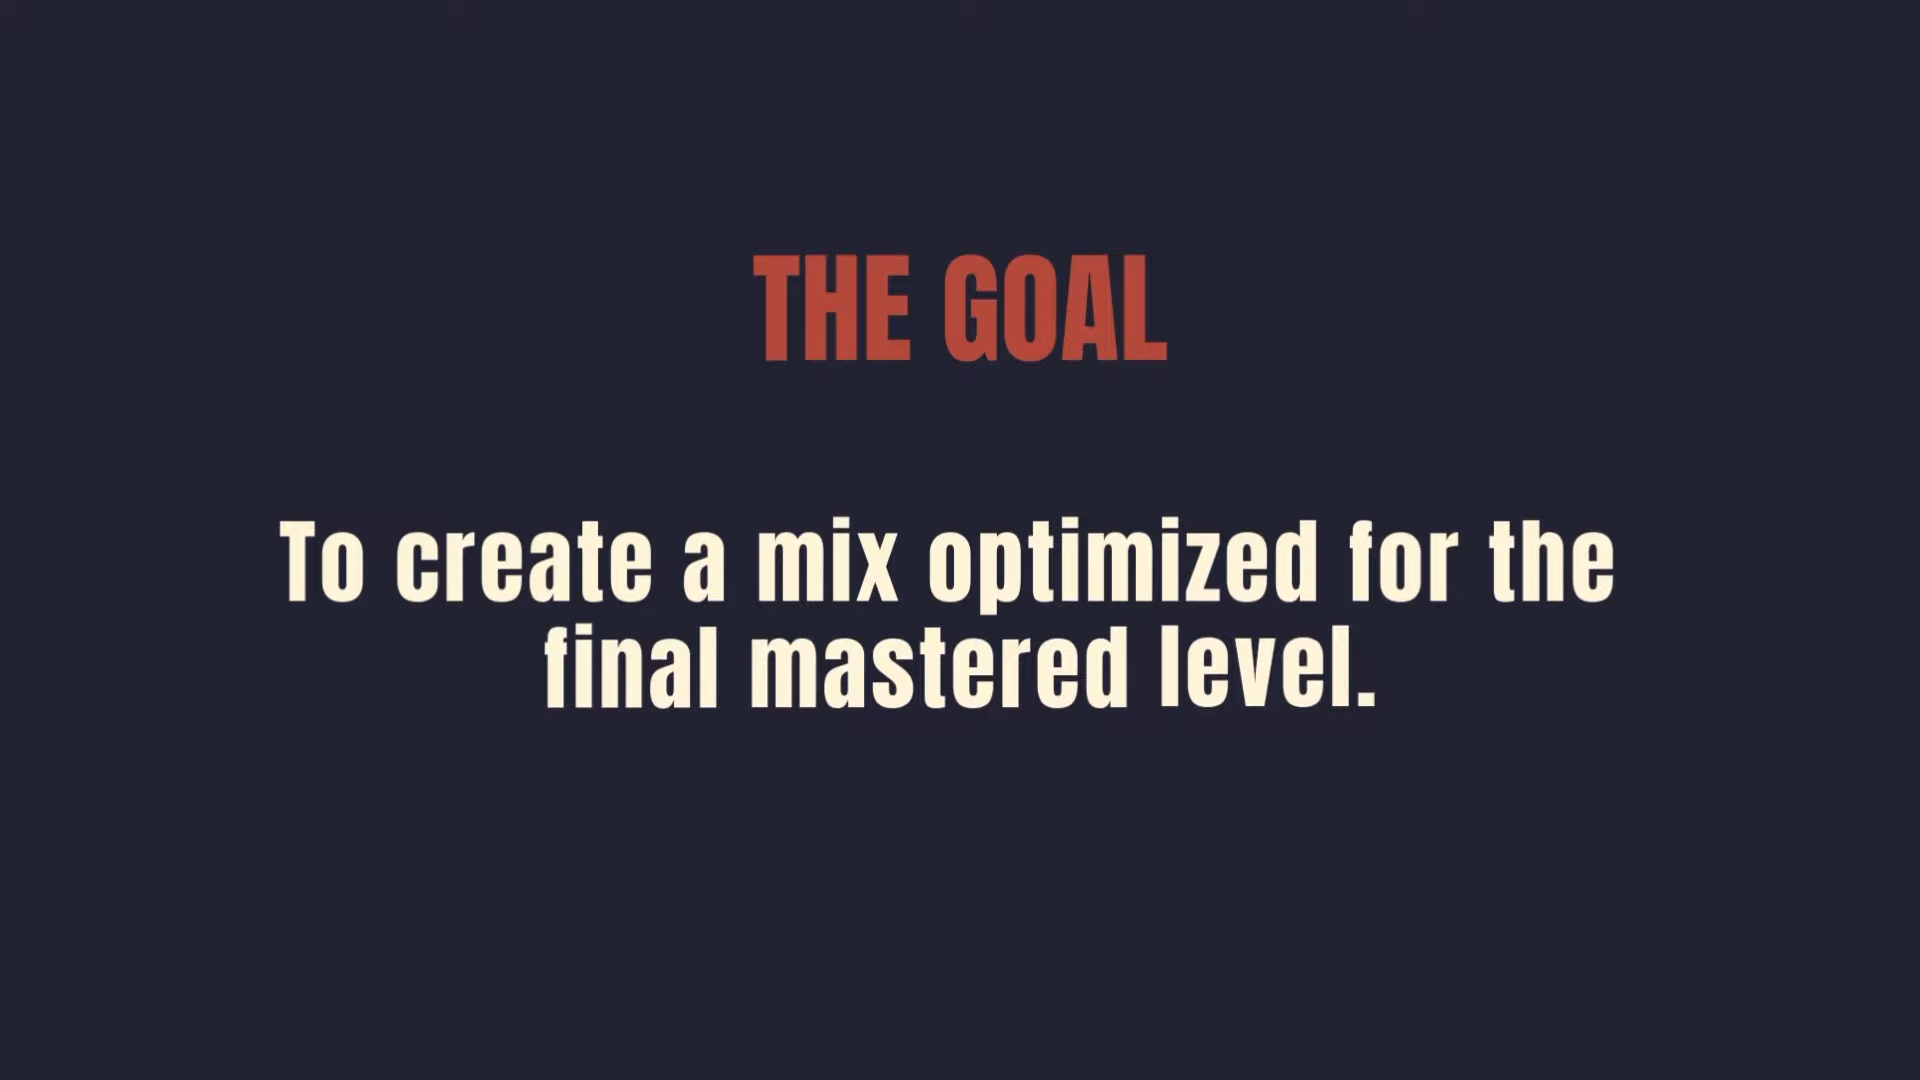 THE GOAL
To create a mix optimized for the
final mastered level.